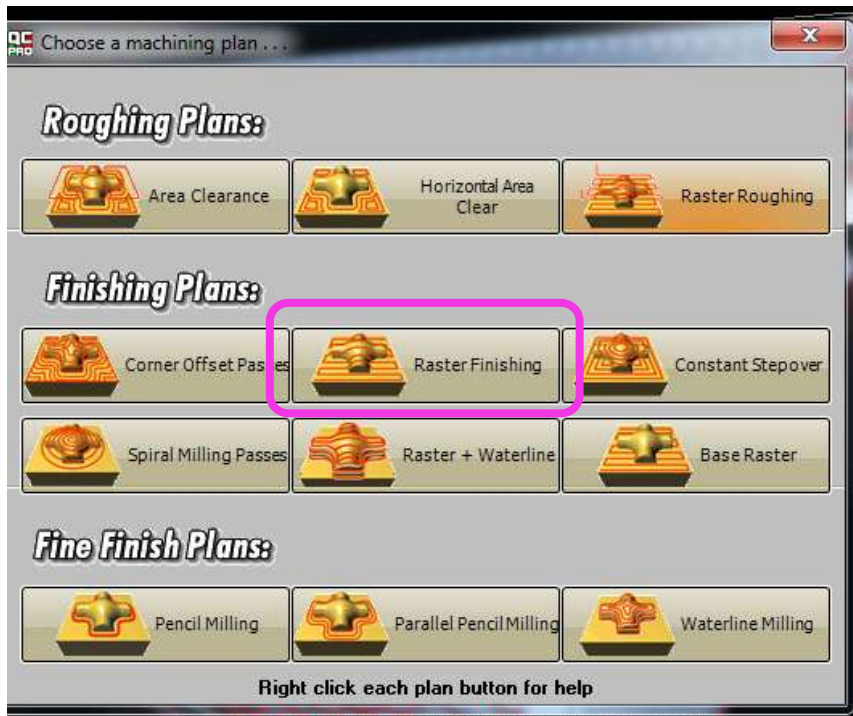 QC
PRO
Choose a machining plan . . .
X
Roughing Plans:
Area Clearance
Horizontal Area
Clear
Raster Roughing
Finishing Plans:
Corner Offset Passes
Raster Finishing
Constant Stepover
Spiral Milling Passes
Raster + Waterline
Base Raster
Fine Finish Plans:
Pencil Milling
Parallel Pencil Milling
Waterline Milling
Right click each plan button for help